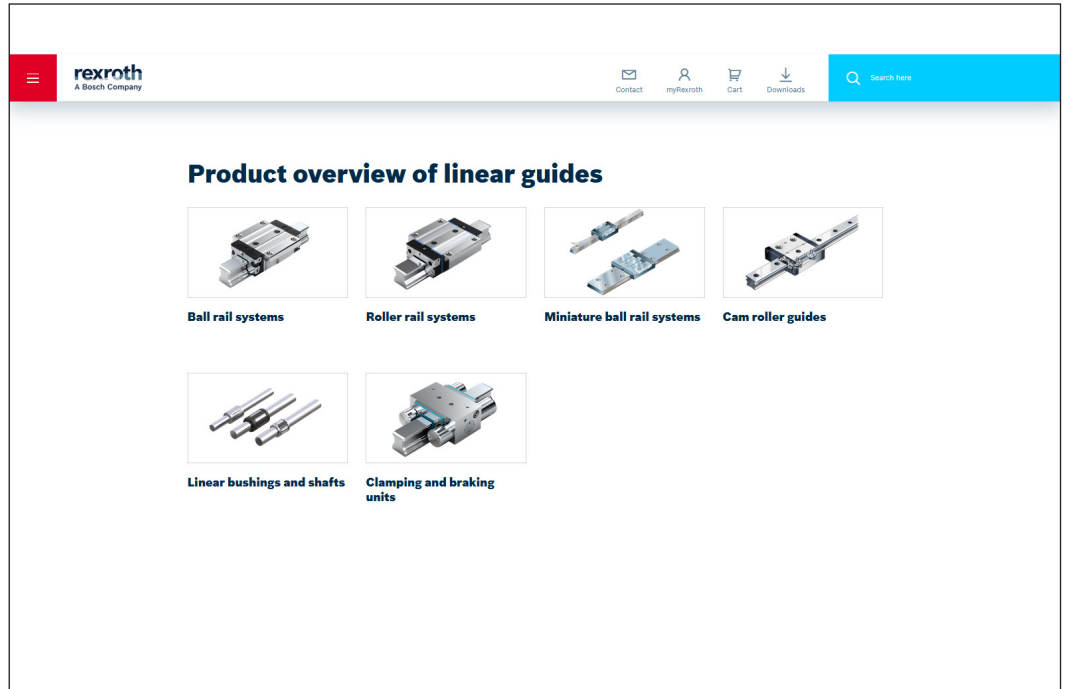 rexroth
A Bosch Company
Contact
myRexroth
Cart
Downloads
Search here
Product overview of linear guides
Ball rail systems
Roller rail systems
Miniature ball rail systems
Cam roller guides
Linear bushings and shafts
Clamping and braking
units